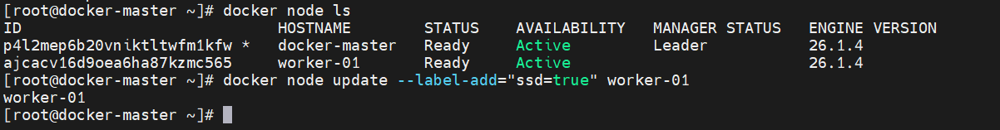 [root@docker-master ~]# docker node ls
ID                            HOSTNAME        STATUS    AVAILABILITY   MANAGER STATUS   ENGINE VERSION
p4l2mep6b20vniktltwfm1kfw *   docker-master   Ready     Active         Leader           26.1.4
ajcacv16d9oea6ha87kzmc565     worker-01       Ready     Active                          26.1.4
[root@docker-master ~]# docker node update --label-add="ssd=true" worker-01
worker-01
[root@docker-master ~]#